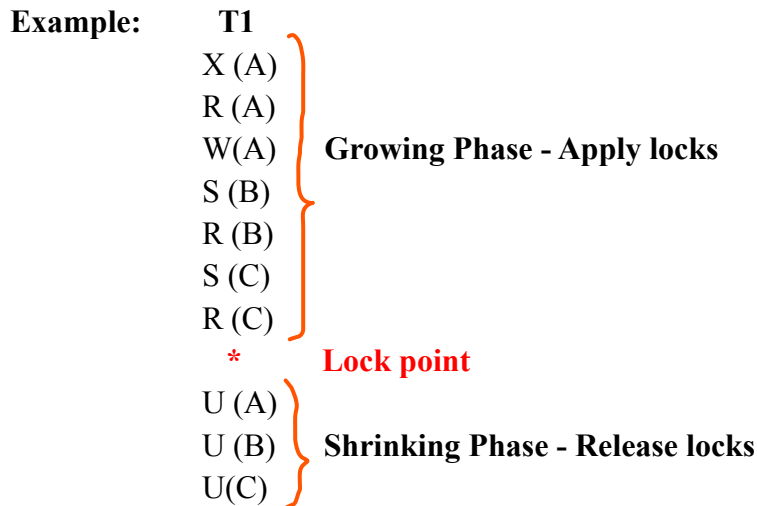 Example: T1
X (A)
R (A)
W(A) Growing Phase - Apply locks
S (B)
R (B)
S (C)
R (C)
* Lock point
U (A)
U (B) Shrinking Phase - Release locks
U(C)